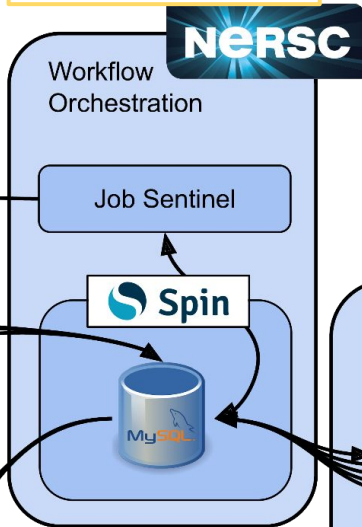 NERSC
Workflow
Orchestration
Job Sentinel
Spin
MySQL